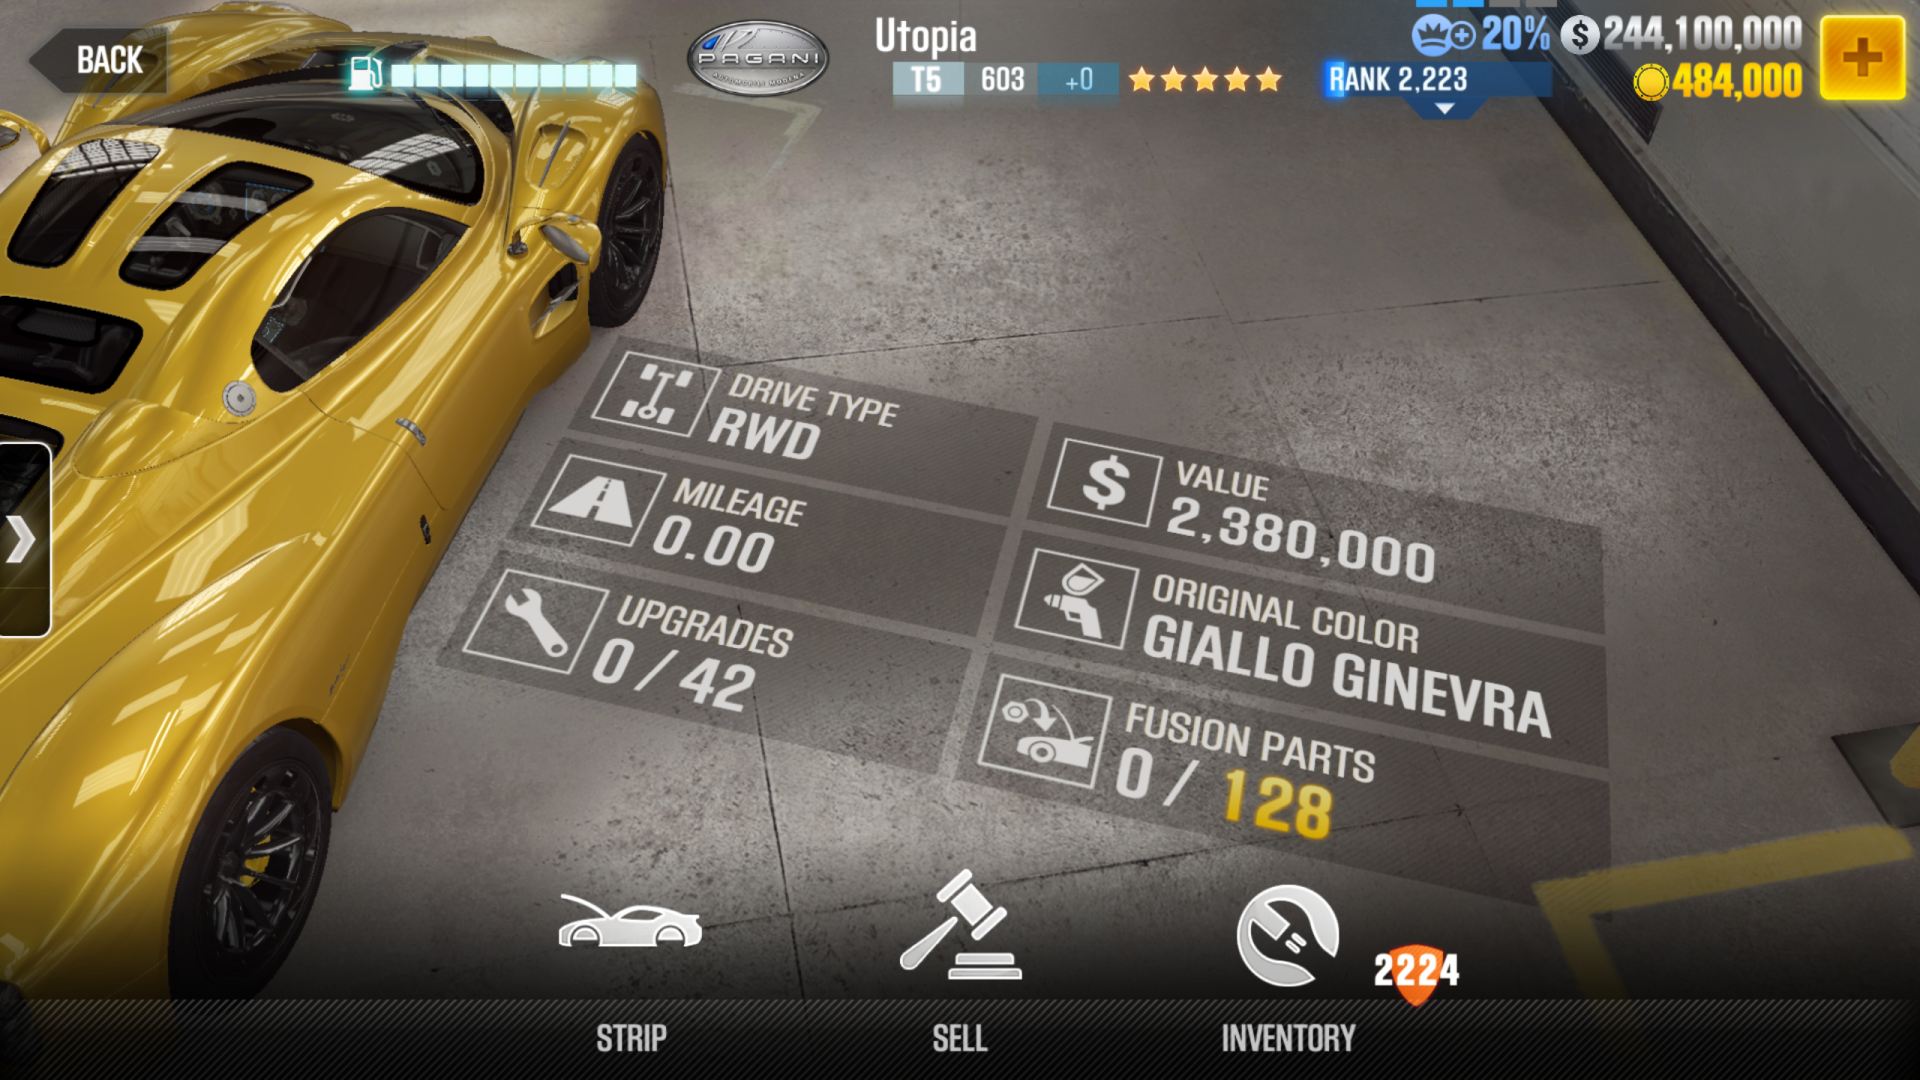 BACK
PAGANI
AUTOMOBILI MODENA
Utopia
T5 603 +0
20%
RANK 2,223
$ 244,100,000
484,000
DRIVE TYPE
RWD
MILEAGE
0.00
UPGRADES
0 / 42
$ VALUE
2,380,000
ORIGINAL COLOR
GIALLO GINEVRA
FUSION PARTS
0 / 128
2224
STRIP
SELL
INVENTORY